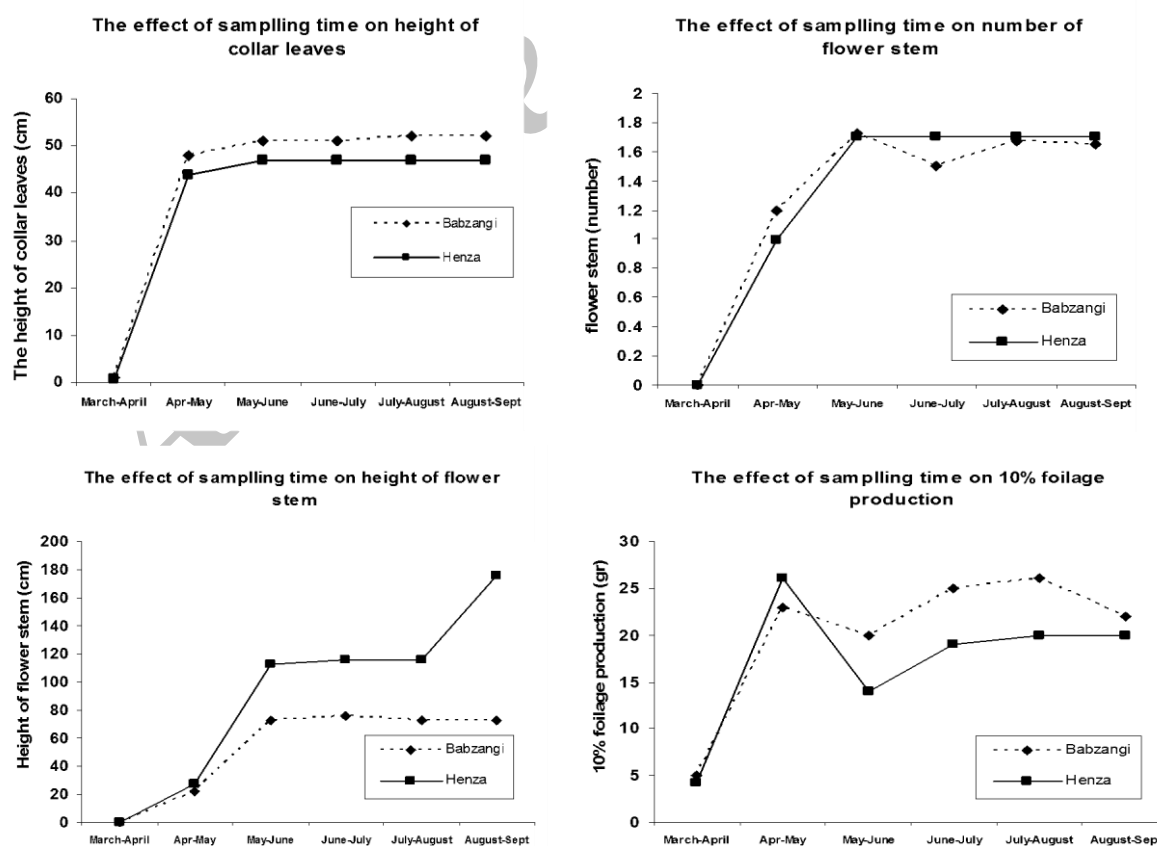 The effect of samplling time on height of
collar leaves
The height of collar leaves (cm)
60
50
40
30
20
10
0
Babzangi
Henza
March-April Apr-May May-June June-July July-August August-Sept
The effect of samplling time on number of
flower stem
flower stem (number)
2
1.8
1.6
1.4
1.2
1
0.8
0.6
0.4
0.2
0
Babzangi
Henza
March-April Apr-May May-June June-July July-August August-Sept
The effect of samplling time on height of flower
stem
Height of flower stem (cm)
200
180
160
140
120
100
80
60
40
20
0
Babzangi
Henza
March-April Apr-May May-June June-July July-August August-Sept
The effect of samplling time on 10% foilage
production
10% foilage production (gr)
30
25
20
15
10
5
0
Babzangi
Henza
March-April Apr-May May-June June-July July-August August-Sept